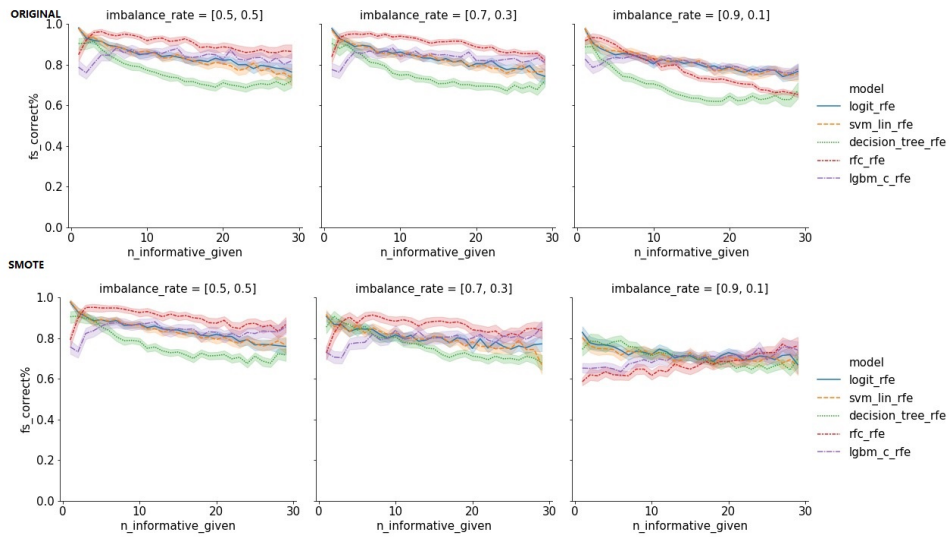 ORIGINAL
imbalance_rate = [0.5, 0.5]
imbalance_rate = [0.7, 0.3]
imbalance_rate = [0.9, 0.1]
1.0
0.8
0.6
0.4
0.2
0.0
fs_correct%
0 10 20 30
0 10 20 30
0 10 20 30
n_informative_given
n_informative_given
n_informative_given
model
logit_rfe
svm_lin_rfe
decision_tree_rfe
rfc_rfe
lgbm_c_rfe
SMOTE
imbalance_rate = [0.5, 0.5]
imbalance_rate = [0.7, 0.3]
imbalance_rate = [0.9, 0.1]
1.0
0.8
0.6
0.4
0.2
0.0
fs_correct%
0 10 20 30
0 10 20 30
0 10 20 30
n_informative_given
n_informative_given
n_informative_given
model
logit_rfe
svm_lin_rfe
decision_tree_rfe
rfc_rfe
lgbm_c_rfe